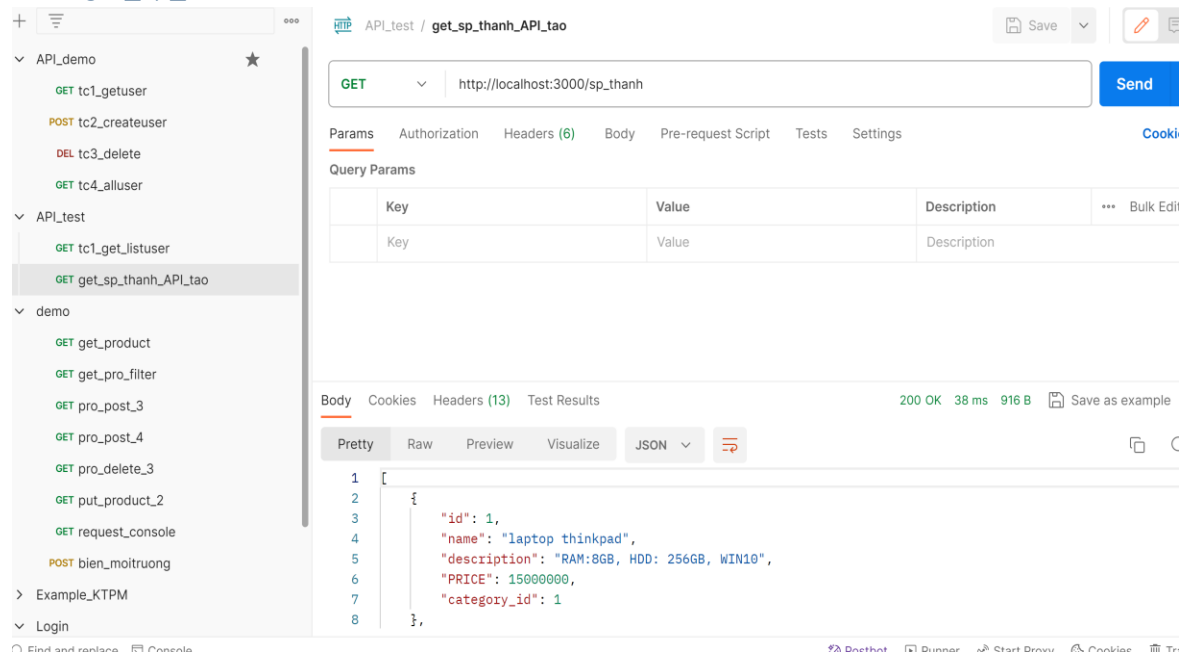 API_test / get_sp_thanh_API_tao
Save
API_demo
GET tc1_getuser
POST tc2_createuser
DEL tc3_delete
GET tc4_alluser
API_test
GET tc1_get_listuser
GET get_sp_thanh_API_tao
demo
GET get_product
GET get_pro_filter
GET pro_post_3
GET pro_post_4
GET pro_delete_3
GET put_product_2
GET request_console
POST bien_moitruong
Example_KTPM
Login
HTTP
GET http://localhost:3000/sp_thanh Send
Params Authorization Headers (6) Body Pre-request Script Tests Settings Cookie
Query Params
Key Value Description Bulk Edit
Key Value Description
Body Cookies Headers (13) Test Results 200 OK 38 ms 916 B Save as example
Pretty Raw Preview Visualize JSON
1 [
2 {
3 "id": 1,
4 "name": "laptop thinkpad",
5 "description": "RAM:8GB, HDD: 256GB, WIN10",
6 "PRICE": 15000000,
7 "category_id": 1
8 },
Find and replace Console Postbot Runner Start Proxy Cookies Tra